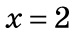 x = 2